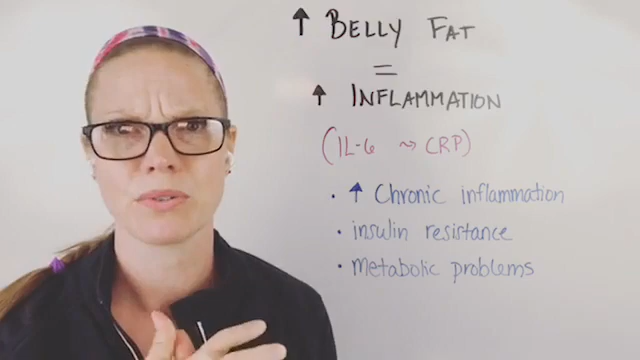 ↑ BELLY FAT
=
↑ INFLAMMATION
(IL-6 ⤳ CRP)
• ↑ Chronic inflammation
• insulin resistance
• Metabolic problems